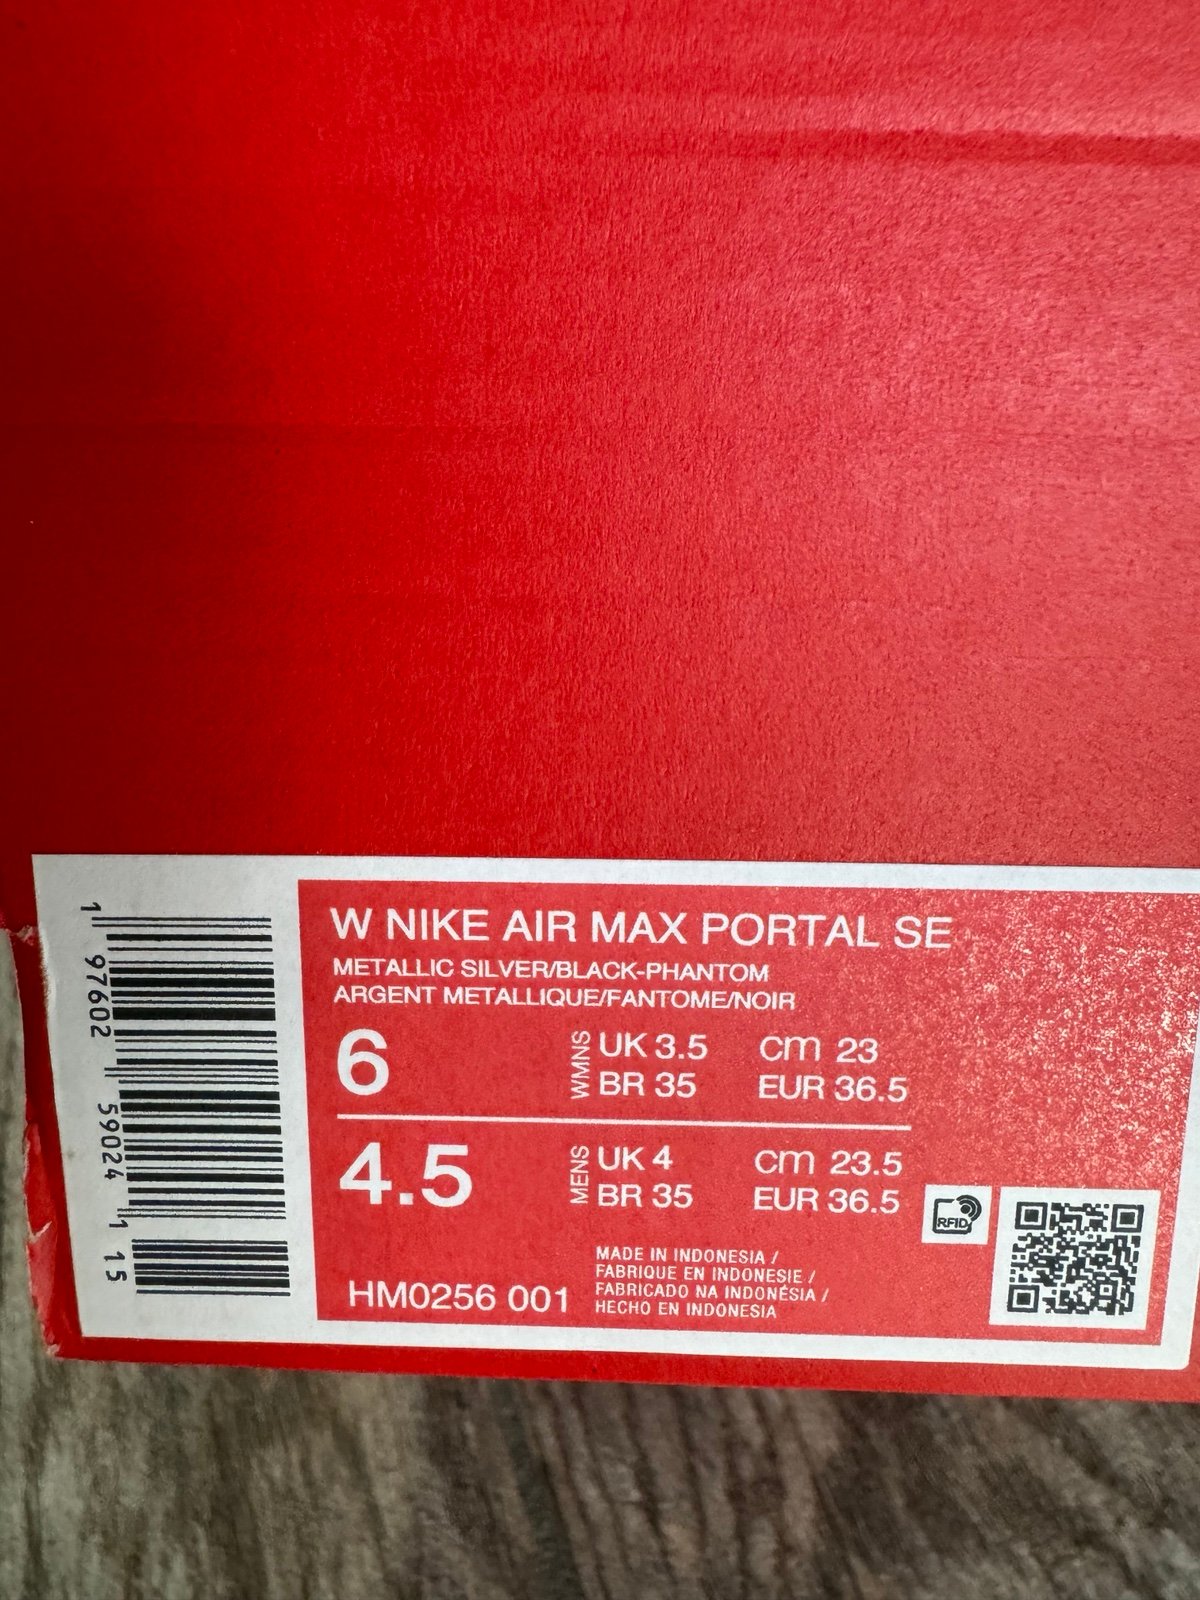 W NIKE AIR MAX PORTAL SE
METALLIC SILVER/BLACK-PHANTOM
ARGENT METALLIQUE/FANTOME/NOIR
6
WMNS
UK 3.5 cm 23
BR 35 EUR 36.5
4.5
MENS
UK 4 cm 23.5
BR 35 EUR 36.5
HM0256 001
MADE IN INDONESIA /
FABRIQUE EN INDONESIE /
FABRICADO NA INDONÉSIA /
HECHO EN INDONESIA
RFID
1 97602 59024 1 15